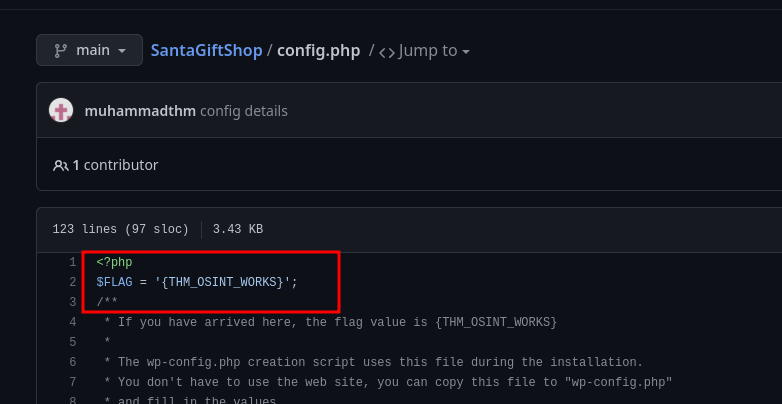 main
SantaGiftShop / config.php / <> Jump to
muhammadthm config details
1 contributor
123 lines (97 sloc) 3.43 KB
1 <?php
2 $FLAG = '{THM_OSINT_WORKS}';
3 /**
4 * If you have arrived here, the flag value is {THM_OSINT_WORKS}
5 *
6 * The wp-config.php creation script uses this file during the installation.
7 * You don't have to use the web site, you can copy this file to "wp-config.php"
8 * and fill in the values.